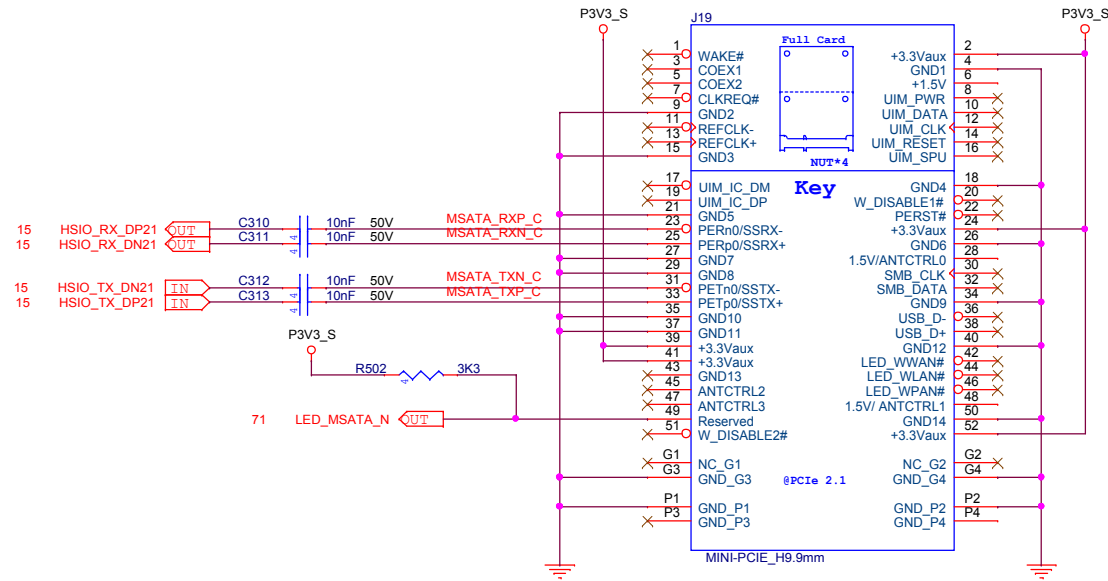 P3V3_S
J19
P3V3_S
Full Card
1 WAKE# +3.3Vaux 2
3 COEX1 GND1 4
5 COEX2 +1.5V 6
7 CLKREQ# UIM_PWR 8
9 GND2 UIM_DATA 10
11 REFCLK- UIM_CLK 12
13 REFCLK+ UIM_RESET 14
15 GND3 UIM_SPU 16
NUT*4
Key
17 UIM_IC_DM GND4 18
19 UIM_IC_DP W_DISABLE1# 20
21 GND5 PERST# 22
15 HSIO_RX_DP21 OUT C310 10nF 50V MSATA_RXP_C 23 PERn0/SSRX- +3.3Vaux 24
15 HSIO_RX_DN21 OUT C311 10nF 50V MSATA_RXN_C 25 PERp0/SSRX+ GND6 26
4
27 GND7 1.5V/ANTCTRL0 28
29 GND8 SMB_CLK 30
15 HSIO_TX_DN21 IN C312 10nF 50V MSATA_TXN_C 31 PETn0/SSTX- SMB_DATA 32
15 HSIO_TX_DP21 IN C313 10nF 50V MSATA_TXP_C 33 PETp0/SSTX+ GND9 34
4
35 GND10 USB_D- 36
37 GND11 USB_D+ 38
P3V3_S
39 +3.3Vaux GND12 40
41 +3.3Vaux LED_WWAN# 42
R502 4 3K3 43 GND13 LED_WLAN# 44
45 ANTCTRL2 LED_WPAN# 46
47 ANTCTRL3 1.5V/ ANTCTRL1 48
71 LED_MSATA_N OUT 49 Reserved GND14 50
51 W_DISABLE2# +3.3Vaux 52
G1 NC_G1 NC_G2 G2
G3 GND_G3 @PCIe 2.1 GND_G4 G4
P1 GND_P1 GND_P2 P2
P3 GND_P3 GND_P4 P4
MINI-PCIE_H9.9mm